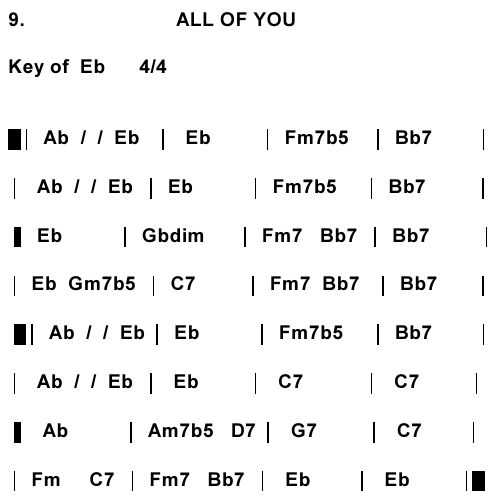 9. ALL OF YOU
Key of Eb 4/4
| Ab / / Eb | Eb | Fm7b5 | Bb7 |
| Ab / / Eb | Eb | Fm7b5 | Bb7 |
Eb | Gbdim | Fm7 Bb7 | Bb7 |
| Eb Gm7b5 | C7 | Fm7 Bb7 | Bb7 |
| Ab / / Eb | Eb | Fm7b5 | Bb7 |
| Ab / / Eb | Eb | C7 | C7 |
Ab | Am7b5 D7 | G7 | C7 |
| Fm C7 | Fm7 Bb7 | Eb | Eb |